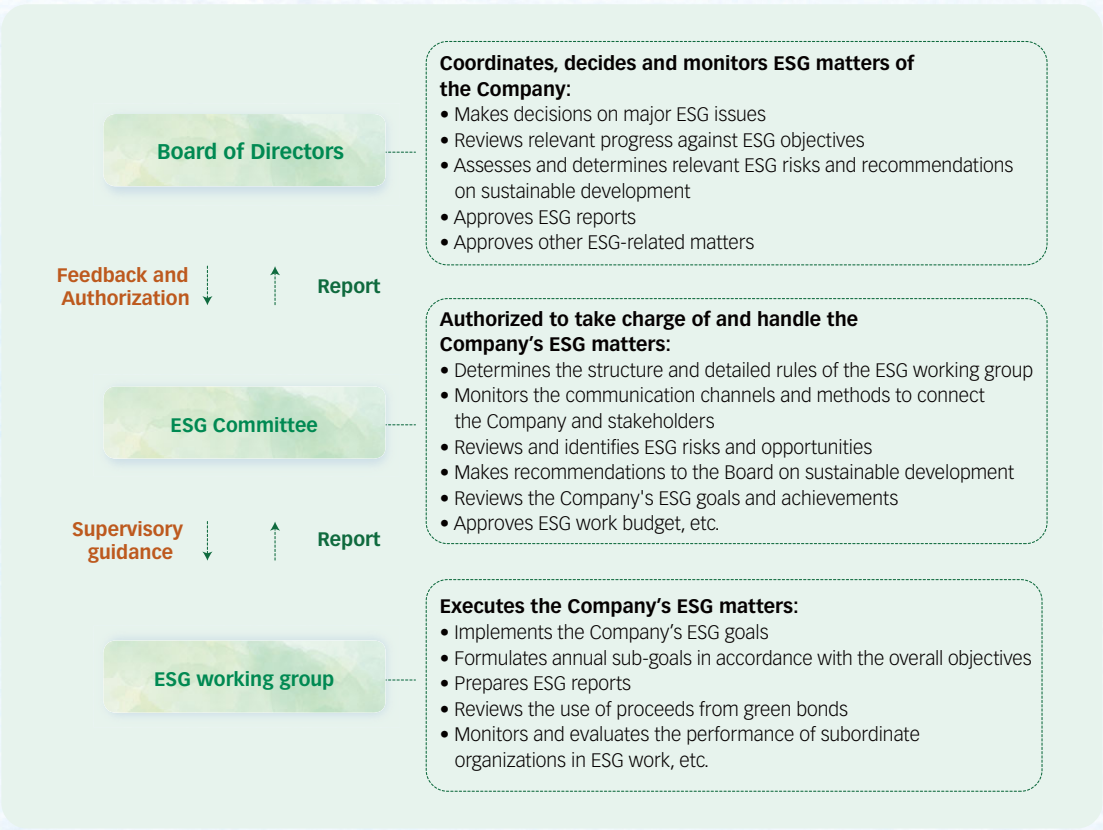 Board of Directors
Coordinates, decides and monitors ESG matters of
the Company:
• Makes decisions on major ESG issues
• Reviews relevant progress against ESG objectives
• Assesses and determines relevant ESG risks and recommendations
on sustainable development
• Approves ESG reports
• Approves other ESG-related matters
Feedback and
Authorization
Report
ESG Committee
Authorized to take charge of and handle the
Company’s ESG matters:
• Determines the structure and detailed rules of the ESG working group
• Monitors the communication channels and methods to connect
the Company and stakeholders
• Reviews and identifies ESG risks and opportunities
• Makes recommendations to the Board on sustainable development
• Reviews the Company's ESG goals and achievements
• Approves ESG work budget, etc.
Supervisory
guidance
Report
ESG working group
Executes the Company’s ESG matters:
• Implements the Company’s ESG goals
• Formulates annual sub-goals in accordance with the overall objectives
• Prepares ESG reports
• Reviews the use of proceeds from green bonds
• Monitors and evaluates the performance of subordinate
organizations in ESG work, etc.